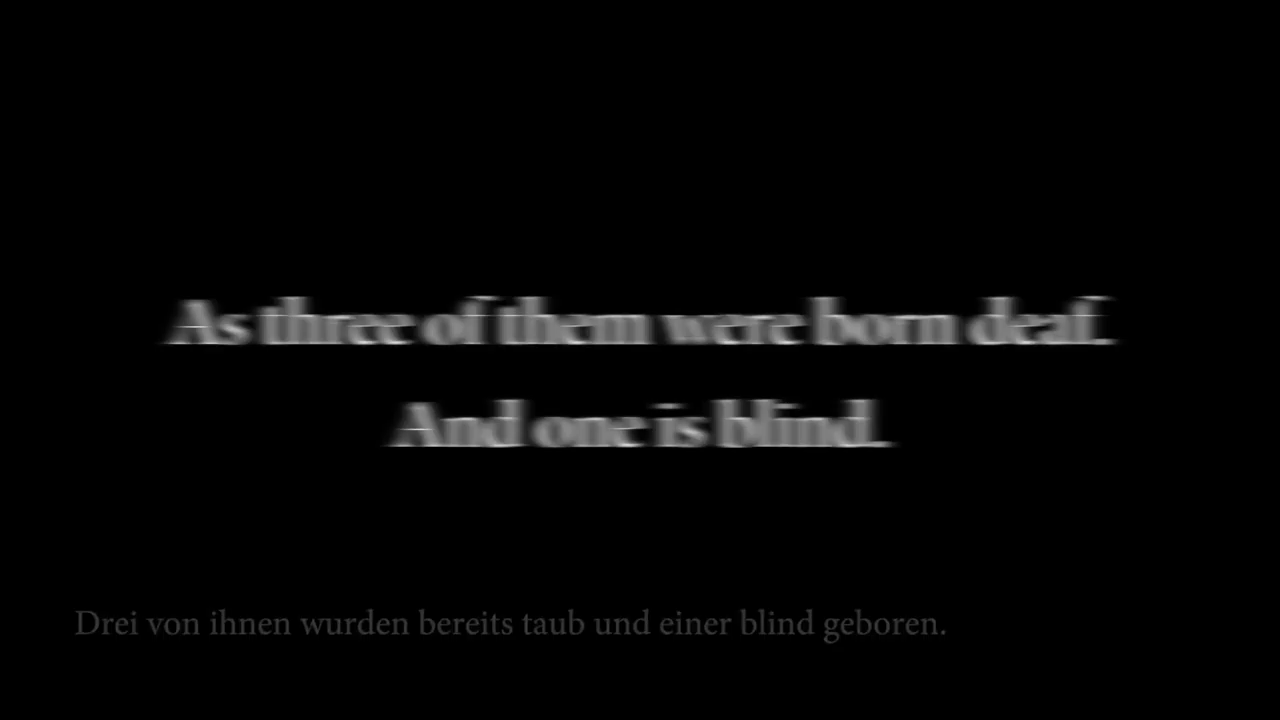 As three of them were born deaf.
And one is blind.
Drei von ihnen wurden bereits taub und einer blind geboren.